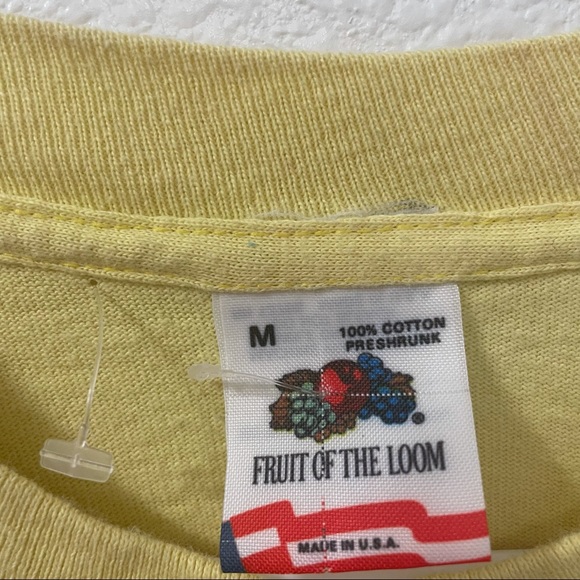 M
100% COTTON
PRESHRUNK
®
FRUIT OF THE LOOM
MADE IN U.S.A.